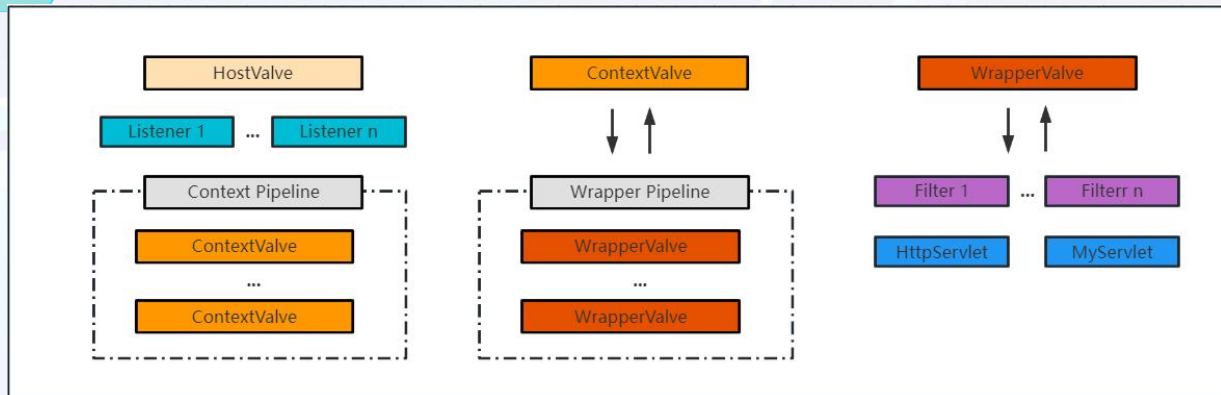 HostValve
Listener 1 ... Listener n
Context Pipeline
ContextValve
...
ContextValve
ContextValve
Wrapper Pipeline
WrapperValve
...
WrapperValve
WrapperValve
Filter 1 ... Filterr n
HttpServlet MyServlet